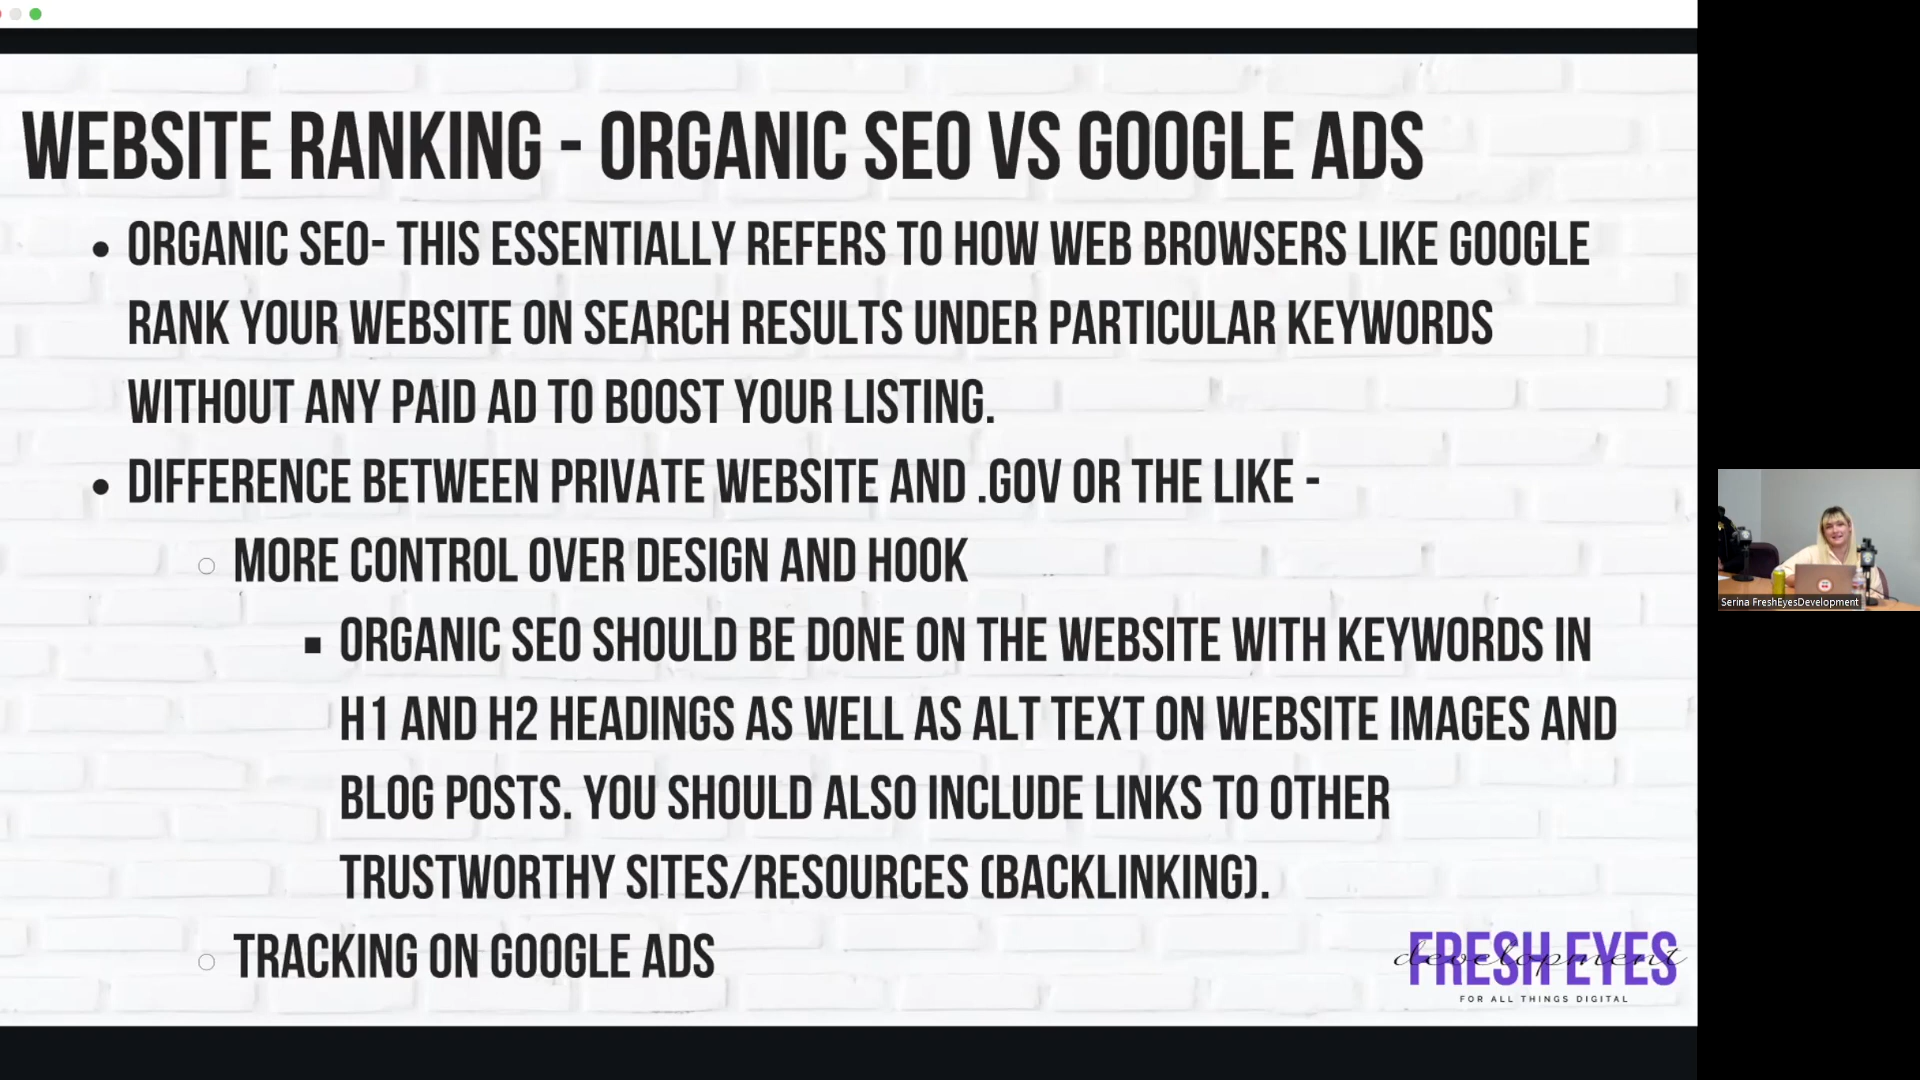 WEBSITE RANKING - ORGANIC SEO VS GOOGLE ADS
ORGANIC SEO- THIS ESSENTIALLY REFERS TO HOW WEB BROWSERS LIKE GOOGLE
RANK YOUR WEBSITE ON SEARCH RESULTS UNDER PARTICULAR KEYWORDS
WITHOUT ANY PAID AD TO BOOST YOUR LISTING.
DIFFERENCE BETWEEN PRIVATE WEBSITE AND .GOV OR THE LIKE -
MORE CONTROL OVER DESIGN AND HOOK
ORGANIC SEO SHOULD BE DONE ON THE WEBSITE WITH KEYWORDS IN
H1 AND H2 HEADINGS AS WELL AS ALT TEXT ON WEBSITE IMAGES AND
BLOG POSTS. YOU SHOULD ALSO INCLUDE LINKS TO OTHER
TRUSTWORTHY SITES/RESOURCES (BACKLINKING).
TRACKING ON GOOGLE ADS
FRESH EYES
development
FOR ALL THINGS DIGITAL
Serina FreshEyesDevelopment